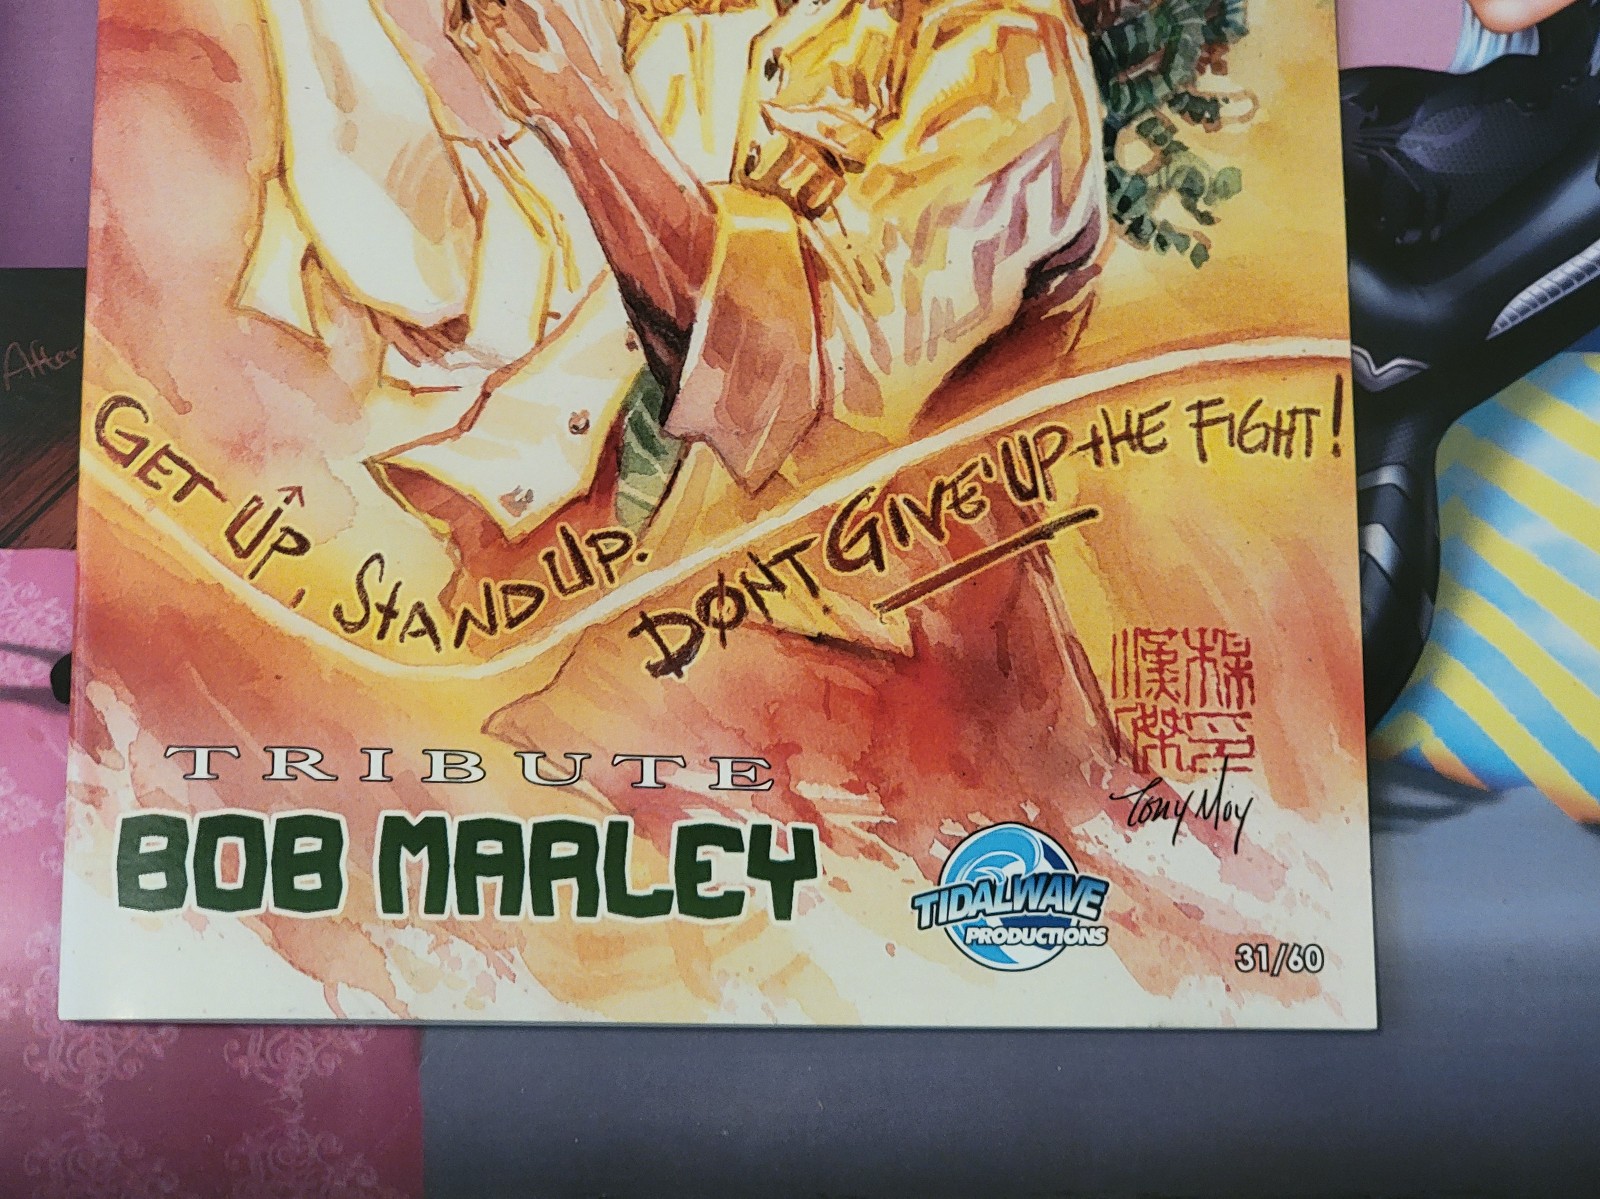 After
GET UP, STAND UP.
DON'T GIVE UP THE FIGHT!
Tony Moy
TRIBUTE
BOB MARLEY
TIDALWAVE
PRODUCTIONS
31/60